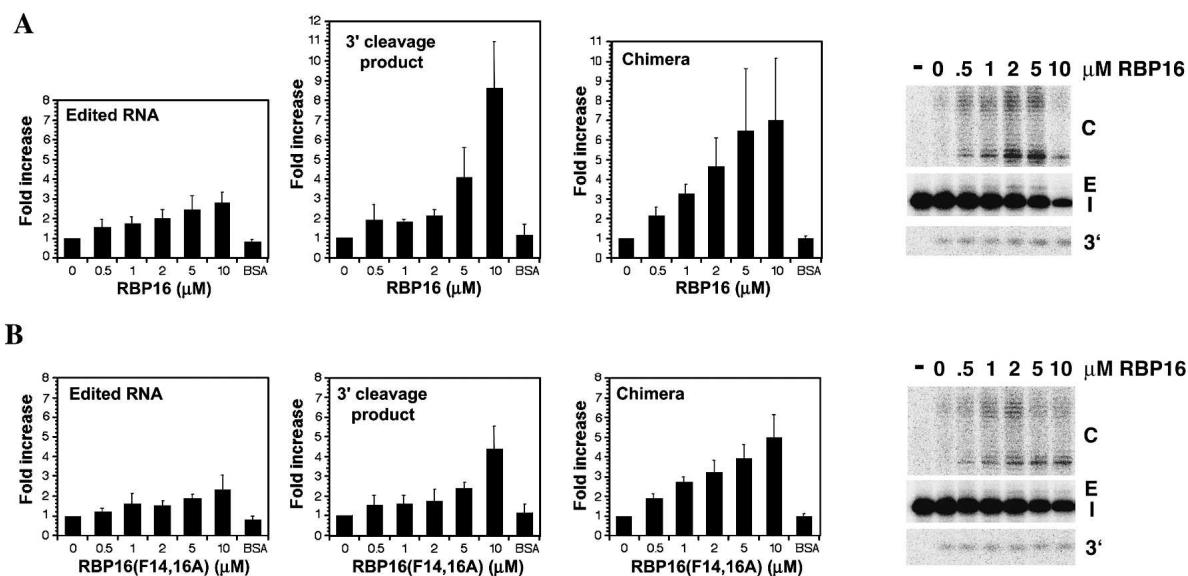 A
Edited RNA
Fold increase
8
7
6
5
4
3
2
1
0
0 0.5 1 2 5 10 BSA
RBP16 (μM)
3' cleavage
product
Fold increase
12
11
10
9
8
7
6
5
4
3
2
1
0
0 0.5 1 2 5 10 BSA
RBP16 (μM)
Chimera
Fold increase
11
10
9
8
7
6
5
4
3
2
1
0
0 0.5 1 2 5 10 BSA
RBP16 (μM)
- 0 .5 1 2 5 10 μM RBP16
C
E
I
3'
B
Edited RNA
Fold increase
8
7
6
5
4
3
2
1
0
0 0.5 1 2 5 10 BSA
RBP16(F14,16A) (μM)
3' cleavage
product
Fold increase
8
7
6
5
4
3
2
1
0
0 0.5 1 2 5 10 BSA
RBP16(F14,16A) (μM)
Chimera
Fold increase
8
7
6
5
4
3
2
1
0
0 0.5 1 2 5 10 BSA
RBP16(F14,16A) (μM)
- 0 .5 1 2 5 10 μM RBP16
C
E
I
3'